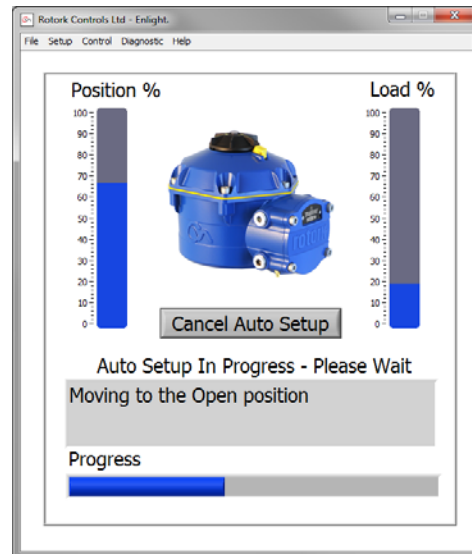 Rotork Controls Ltd - Enlight.
File Setup Control Diagnostic Help
Position % Load %
100 100
90 90
80 80
70 70
60 60
50 50
40 40
30 30
20 20
10 10
0 0
rotork
Cancel Auto Setup
Auto Setup In Progress - Please Wait
Moving to the Open position
Progress